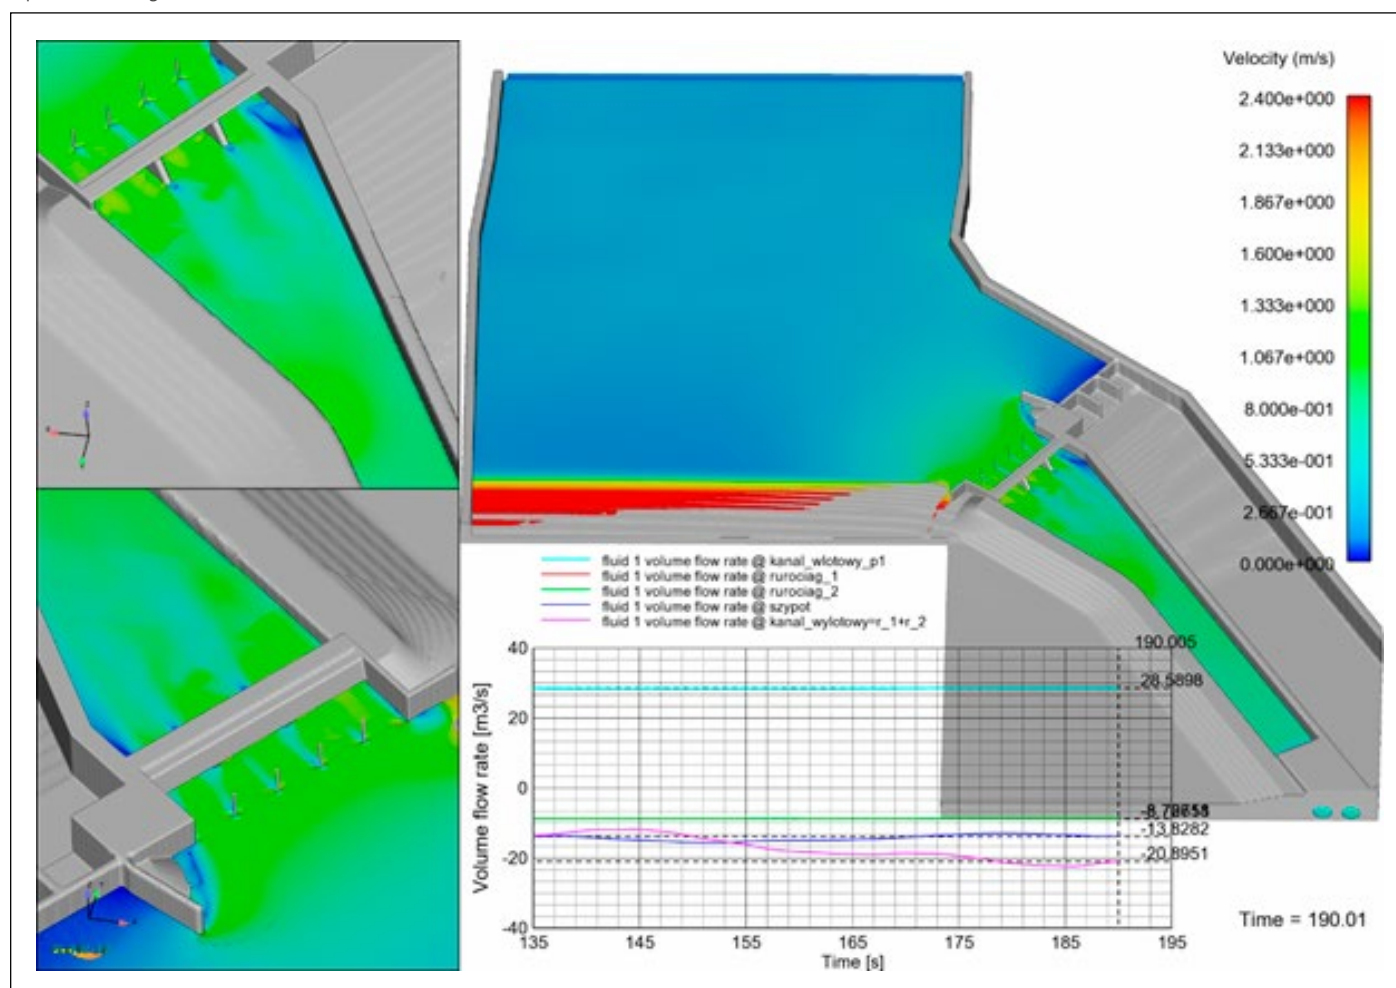 Velocity (m/s)
2.400e+000
2.133e+000
1.867e+000
1.600e+000
1.333e+000
1.067e+000
8.000e-001
5.333e-001
2.667e-001
0.000e+000
fluid 1 volume flow rate @ kanal_wlotowy_p1
fluid 1 volume flow rate @ rurociag_1
fluid 1 volume flow rate @ rurociag_2
fluid 1 volume flow rate @ szypot
fluid 1 volume flow rate @ kanal_wylotowy=r_1+r_2
Volume flow rate [m3/s]
40
20
0
-20
-40
190.005
28.5898
-13.8282
-20.8951
135
145
155
165
175
185
195
Time [s]
Time = 190.01